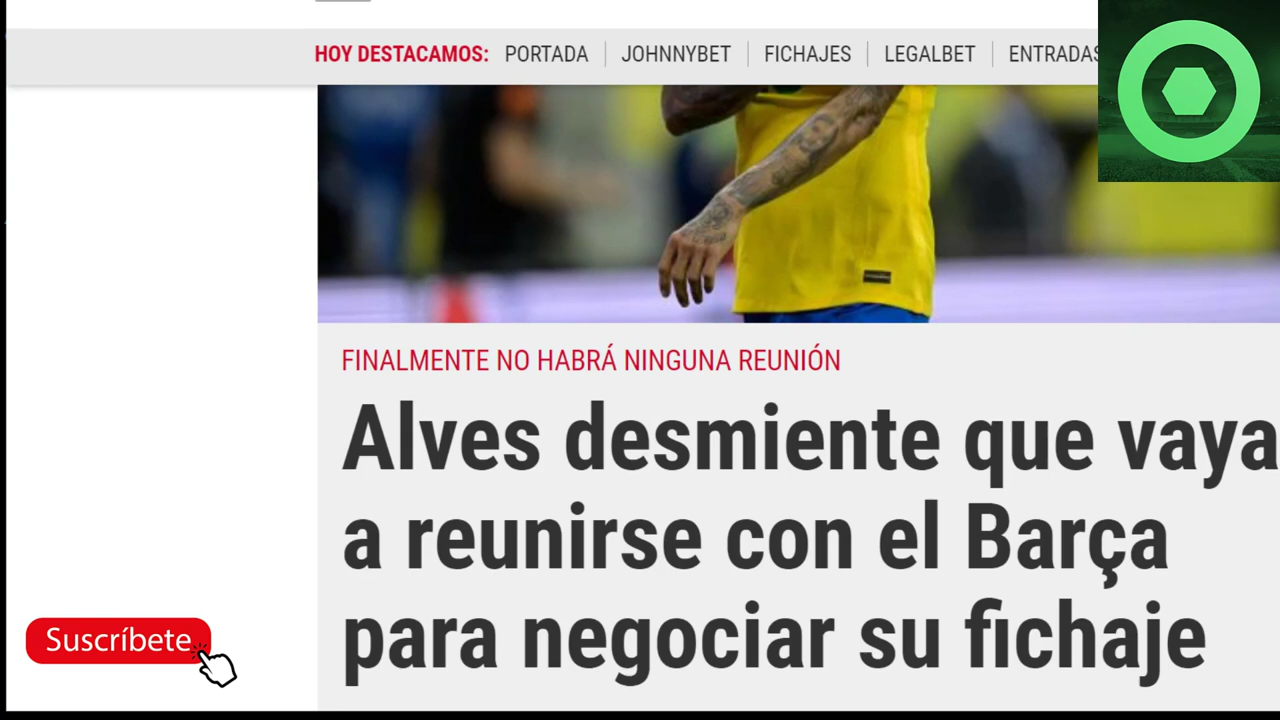 HOY DESTACAMOS: PORTADA JOHNNYBET FICHAJES LEGALBET ENTRADAS
FINALMENTE NO HABRÁ NINGUNA REUNIÓN
Alves desmiente que vaya
a reunirse con el Barça
para negociar su fichaje
Suscríbete